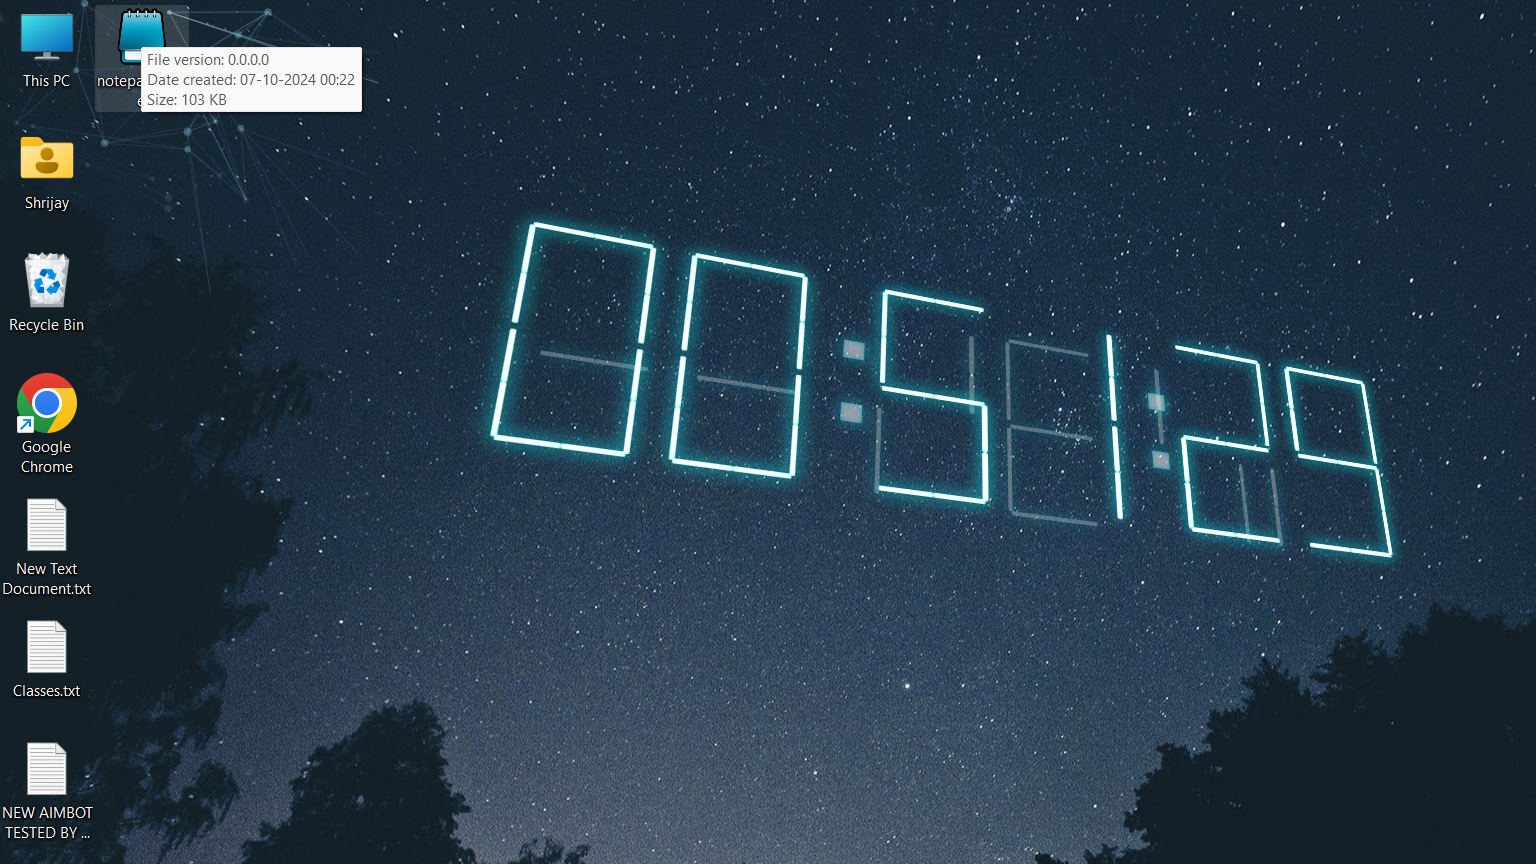 This PC
notepa
File version: 0.0.0.0
Date created: 07-10-2024 00:22
Size: 103 KB
Shrijay
Recycle Bin
Google
Chrome
New Text
Document.txt
Classes.txt
NEW AIMBOT
TESTED BY ...
00:51:29